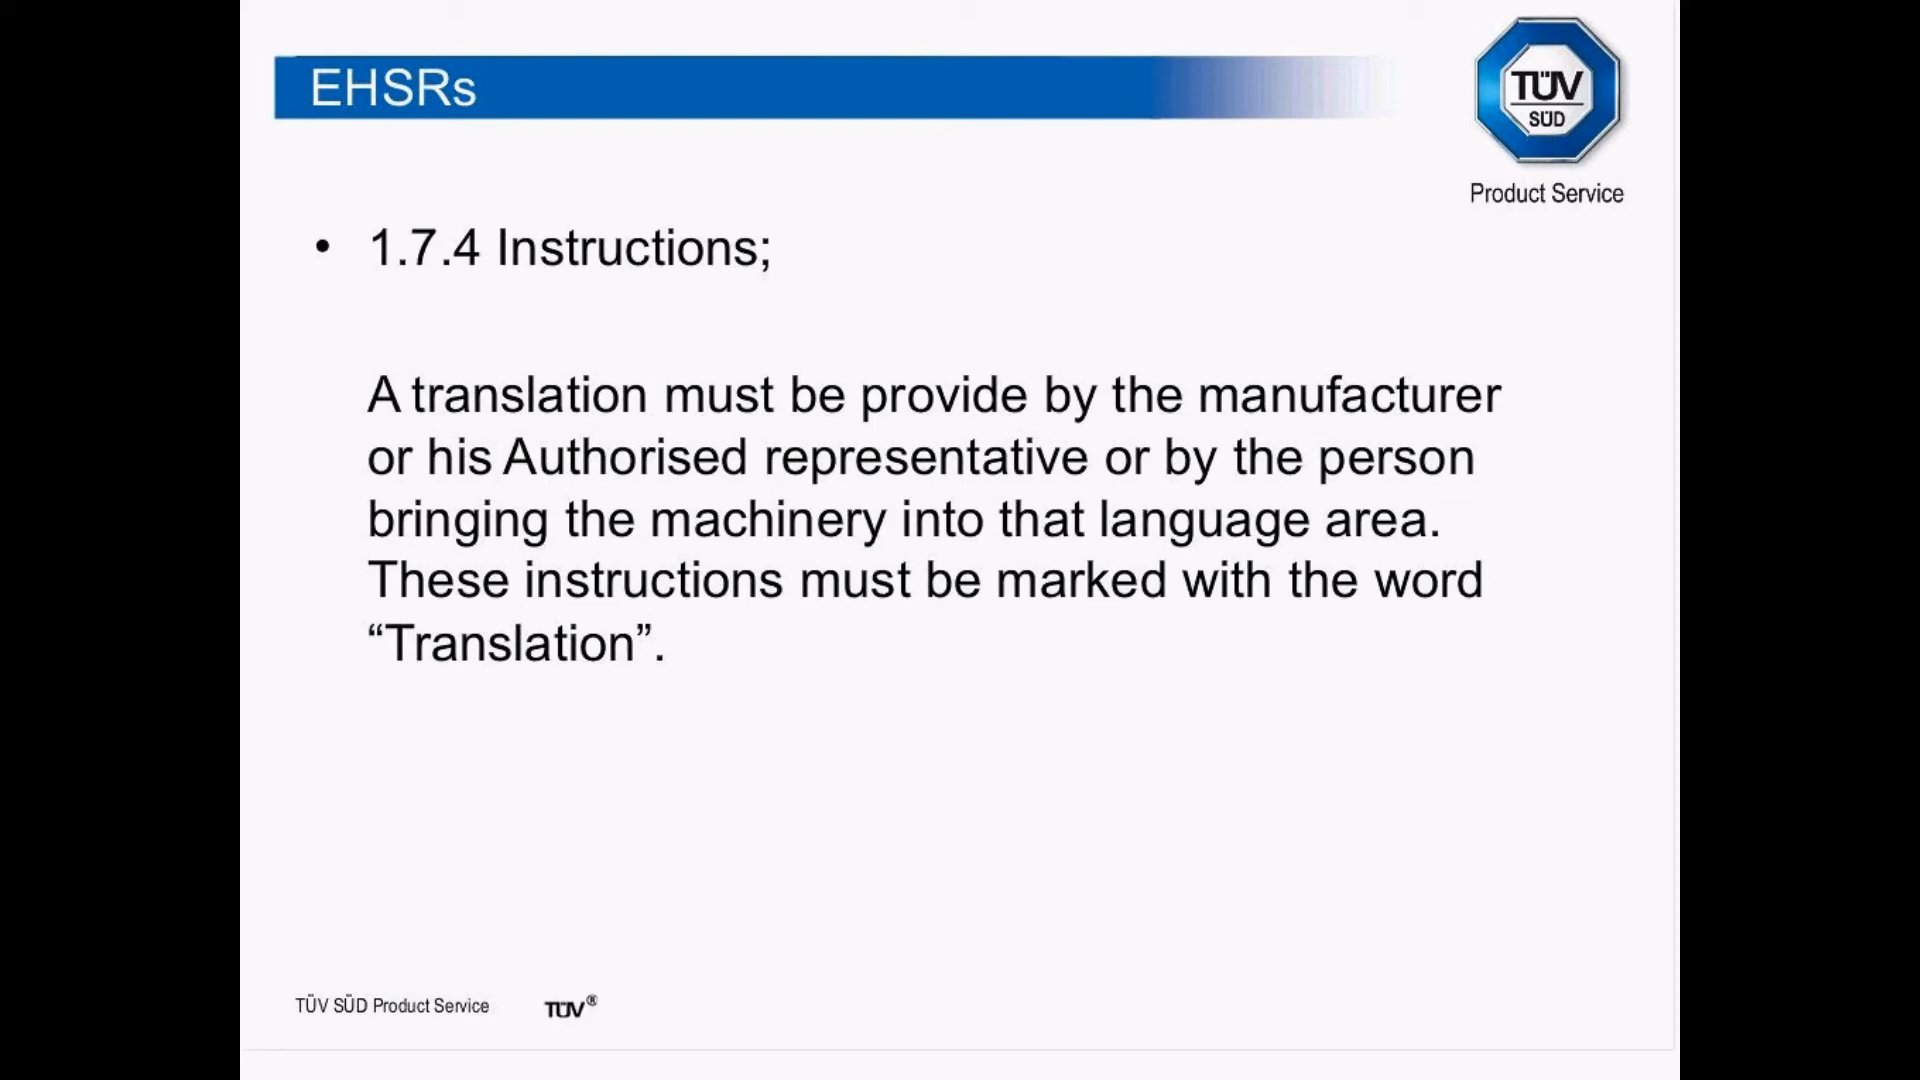 EHSRs
TÜV
SÜD
Product Service
• 1.7.4 Instructions;
A translation must be provide by the manufacturer
or his Authorised representative or by the person
bringing the machinery into that language area.
These instructions must be marked with the word
“Translation”.
TÜV SÜD Product Service TÜV®